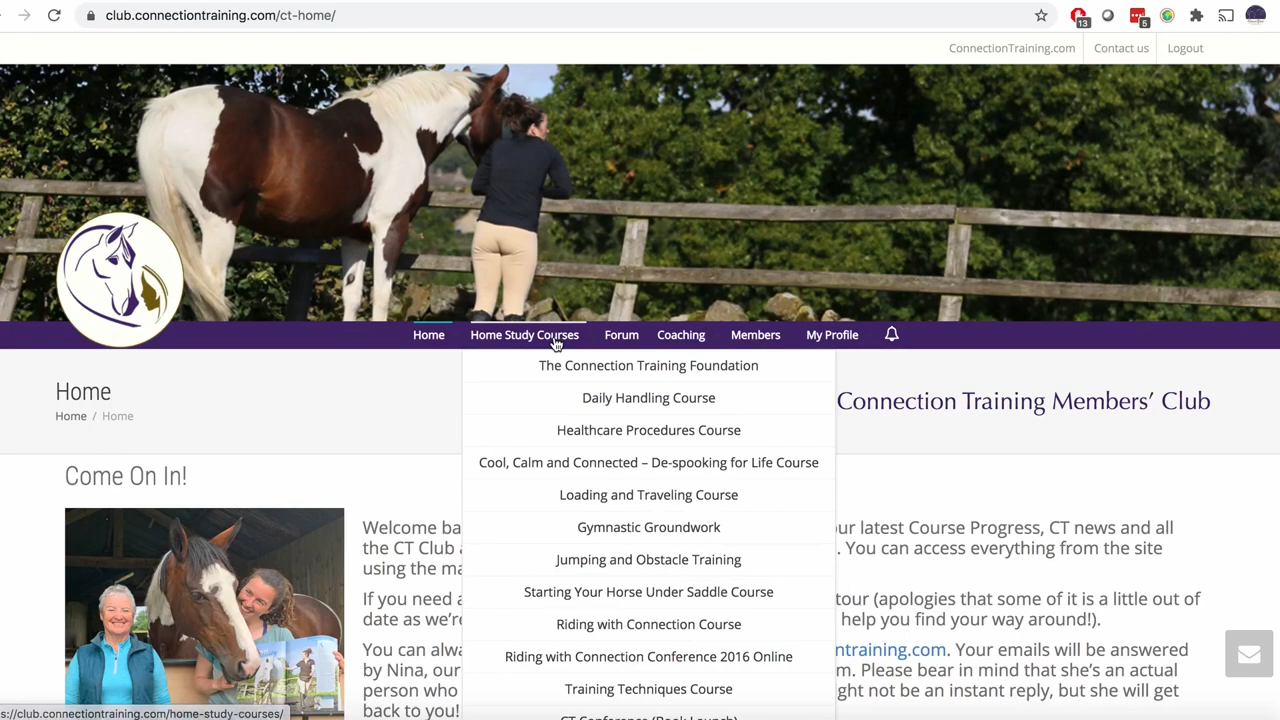 club.connectiontraining.com/ct-home/
13
6
ConnectionTraining.com
Contact us
Logout
Home
Home Study Courses
Forum
Coaching
Members
My Profile
The Connection Training Foundation
Daily Handling Course
Healthcare Procedures Course
Cool, Calm and Connected – De-spooking for Life Course
Loading and Traveling Course
Gymnastic Groundwork
Jumping and Obstacle Training
Starting Your Horse Under Saddle Course
Riding with Connection Course
Riding with Connection Conference 2016 Online
Training Techniques Course
CT Conference (Book Launch)
Home
Home / Home
Connection Training Members' Club
Come On In!
Welcome ba ur latest Course Progress, CT news and all
the CT Club a . You can access everything from the site
using the ma
If you need a tour (apologies that some of it is a little out of
date as we're help you find your way around!).
You can alwa ntraining.com. Your emails will be answered
by Nina, our m. Please bear in mind that she's an actual
person who ght not be an instant reply, but she will get
back to you!
s://club.connectiontraining.com/home-study-courses/